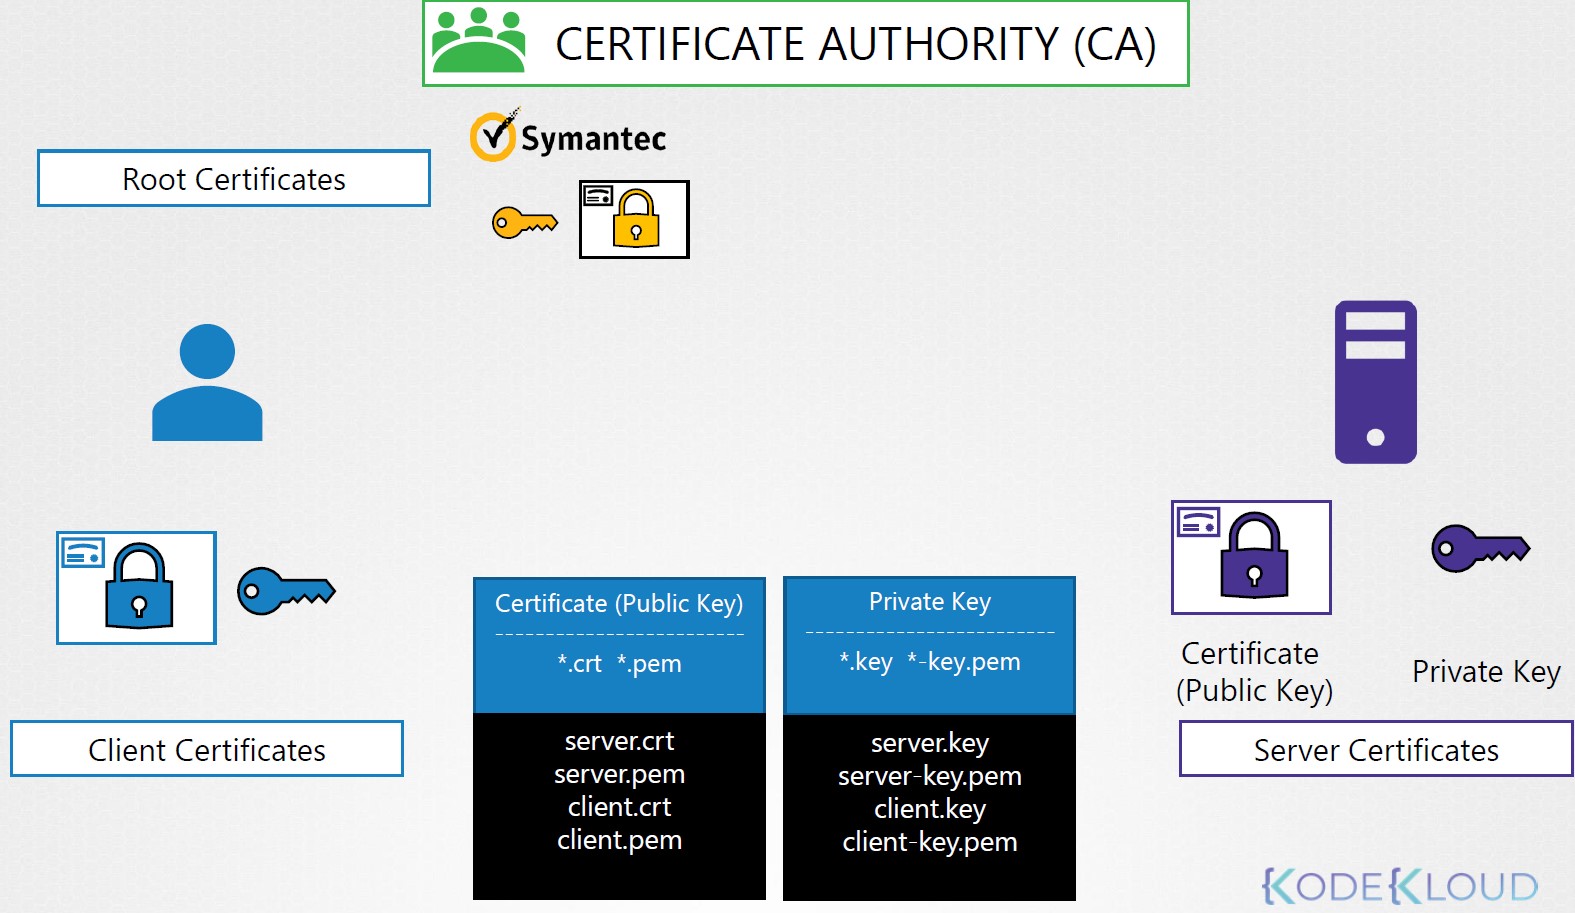 CERTIFICATE AUTHORITY (CA)
Symantec
Root Certificates
Certificate (Public Key)
-------------------------
*.crt *.pem
server.crt
server.pem
client.crt
client.pem
Private Key
-------------------------
*.key *-key.pem
server.key
server-key.pem
client.key
client-key.pem
Certificate
(Public Key)
Private Key
Client Certificates
Server Certificates
{KODE{KLOUD